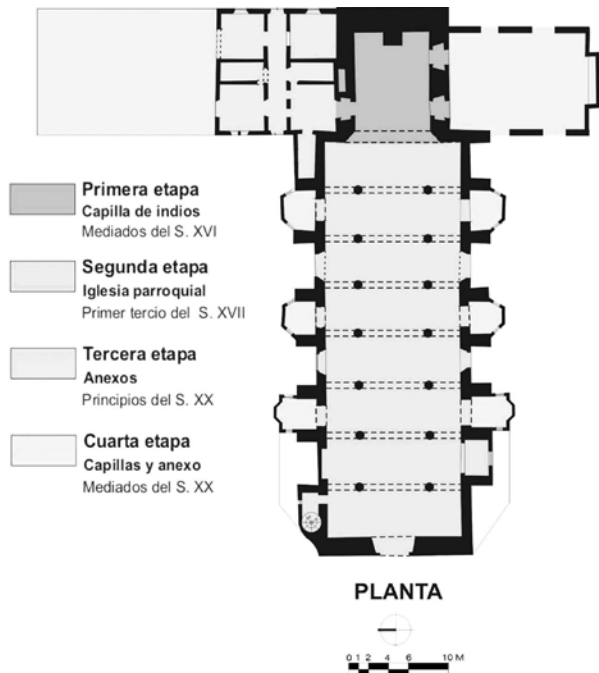 Primera etapa
Capilla de indios
Mediados del S. XVI
Segunda etapa
Iglesia parroquial
Primer tercio del S. XVII
Tercera etapa
Anexos
Principios del S. XX
Cuarta etapa
Capillas y anexo
Mediados del S. XX
PLANTA
0 1 2 4 6 10 M